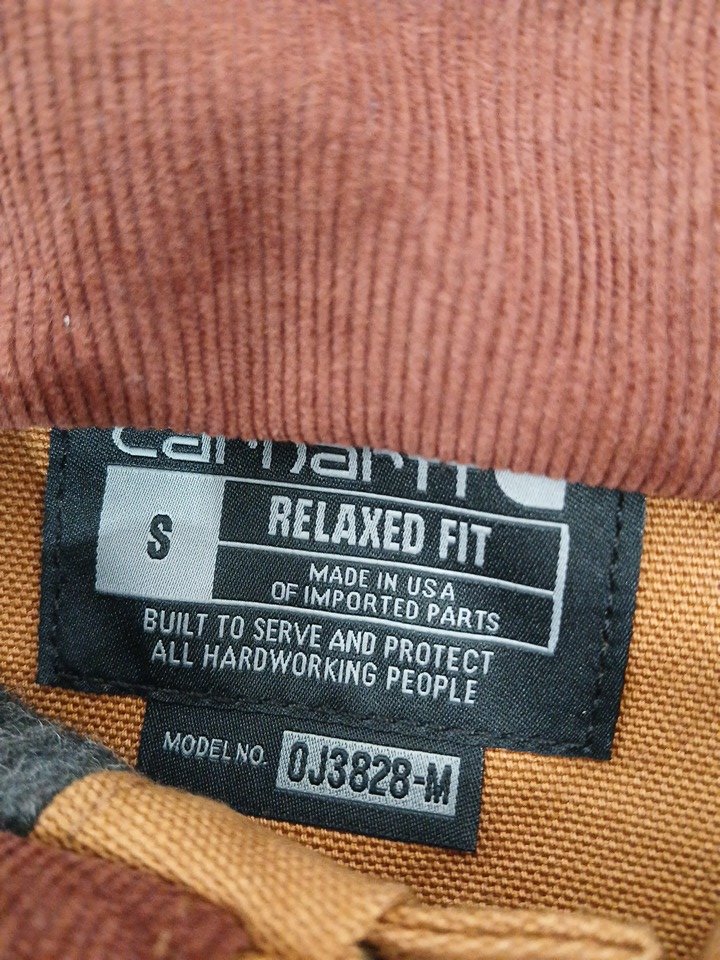 carhartt
S
RELAXED FIT
MADE IN USA
OF IMPORTED PARTS
BUILT TO SERVE AND PROTECT
ALL HARDWORKING PEOPLE
MODEL NO. OJ3828-M